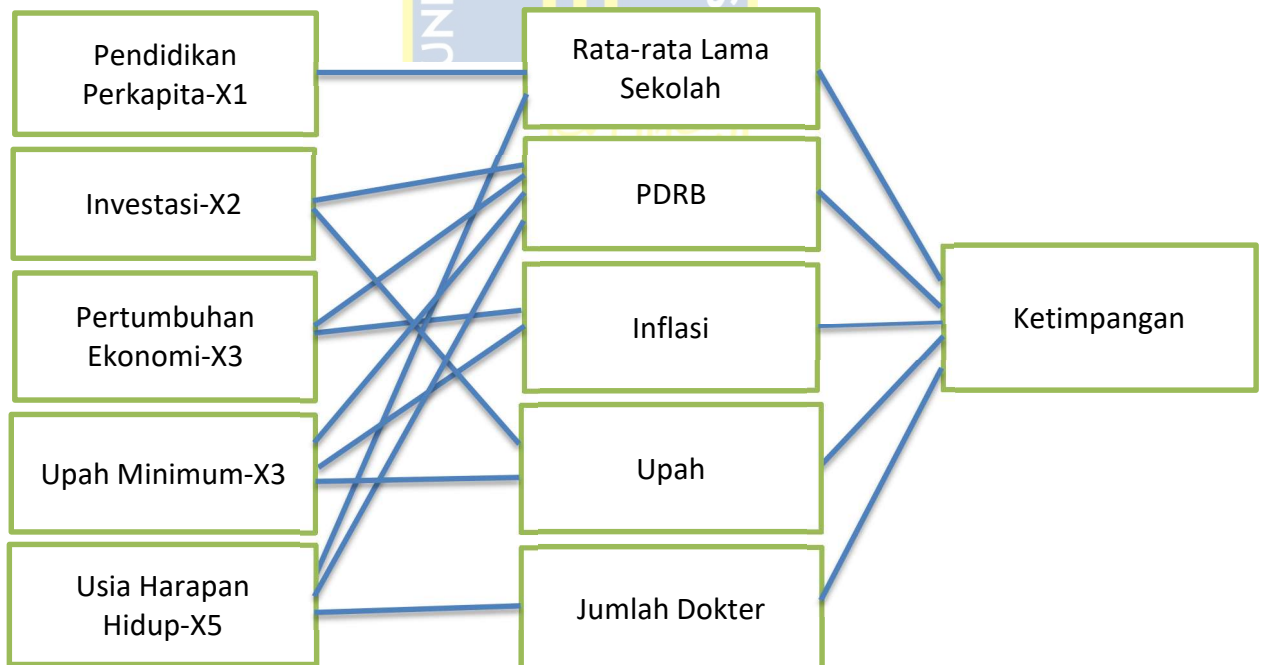 Pendidikan
Perkapita-X1
Investasi-X2
Pertumbuhan
Ekonomi-X3
Upah Minimum-X3
Usia Harapan
Hidup-X5
Rata-rata Lama
Sekolah
PDRB
Inflasi
Upah
Jumlah Dokter
Ketimpangan